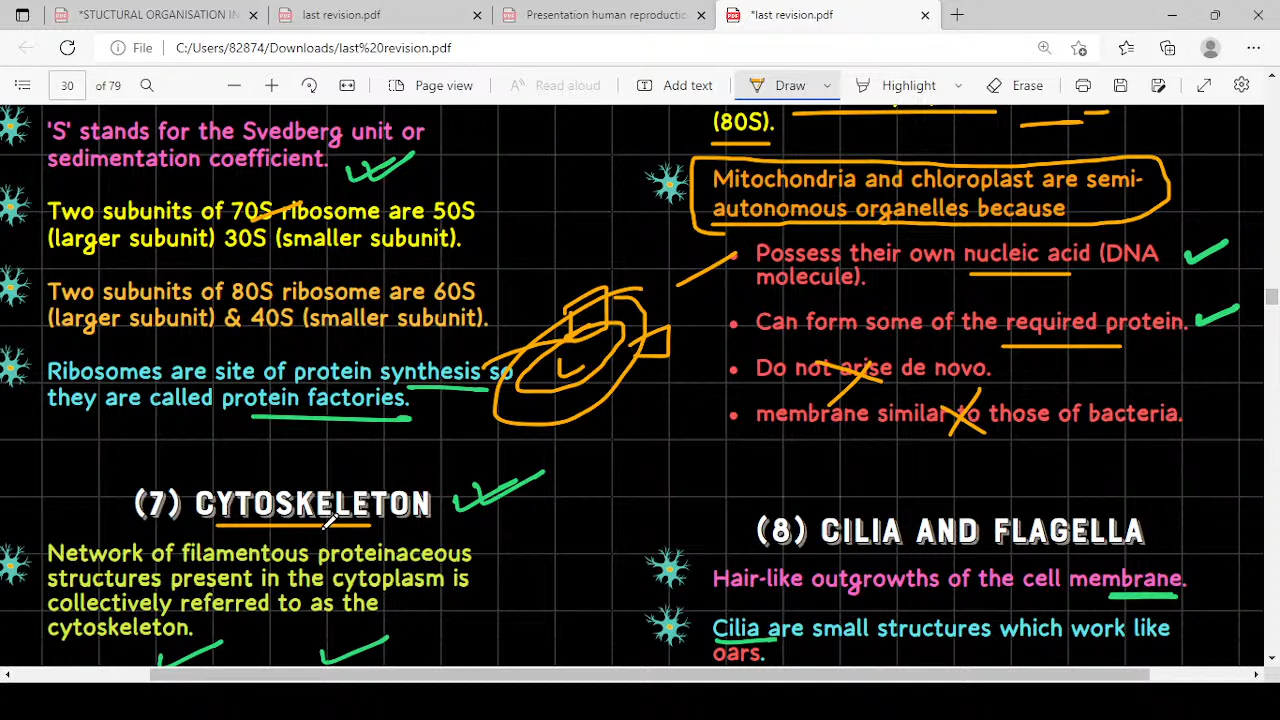 *STUCTURAL ORGANISATION IN
last revision.pdf
Presentation human reproductic
*last revision.pdf
File
C:/Users/82874/Downloads/last%20revision.pdf
30
of 79
Page view
Read aloud
Add text
Draw
Highlight
Erase
'S' stands for the Svedberg unit or
sedimentation coefficient.
Two subunits of 70S ribosome are 50S
(larger subunit) 30S (smaller subunit).
Two subunits of 80S ribosome are 60S
(larger subunit) & 40S (smaller subunit).
Ribosomes are site of protein synthesis so
they are called protein factories.
(7) CYTOSKELETON
Network of filamentous proteinaceous
structures present in the cytoplasm is
collectively referred to as the
cytoskeleton.
(80S).
Mitochondria and chloroplast are semi-
autonomous organelles because
• Possess their own nucleic acid (DNA
molecule).
• Can form some of the required protein.
• Do not arise de novo.
• membrane similar to those of bacteria.
(8) CILIA AND FLAGELLA
Hair-like outgrowths of the cell membrane.
Cilia are small structures which work like
oars.